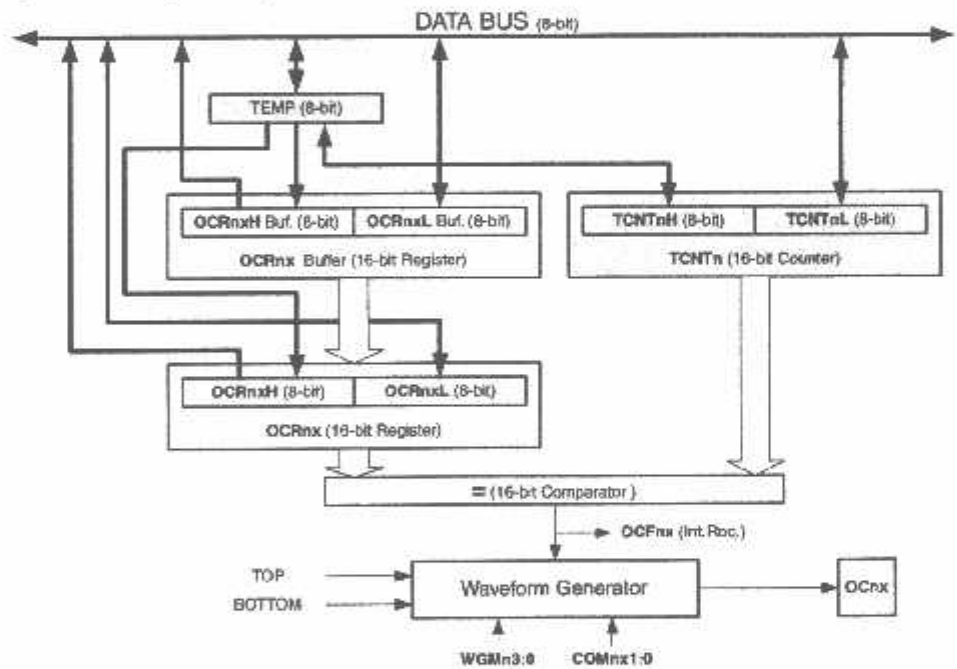 DATA BUS (8-bit)
TEMP (8-bit)
OCRnxH Buf. (8-bit) OCRnxL Buf. (8-bit)
OCRnx Buffer (16-bit Register)
TCNTnH (8-bit) TCNTnL (8-bit)
TCNTn (16-bit Counter)
OCRnxH (8-bit) OCRnxL (8-bit)
OCRnx (16-bit Register)
= (16-bit Comparator )
OCFnx (Int.Roc.)
TOP
BOTTOM
Waveform Generator
OCnx
WGMn3:0 COMnx1:0